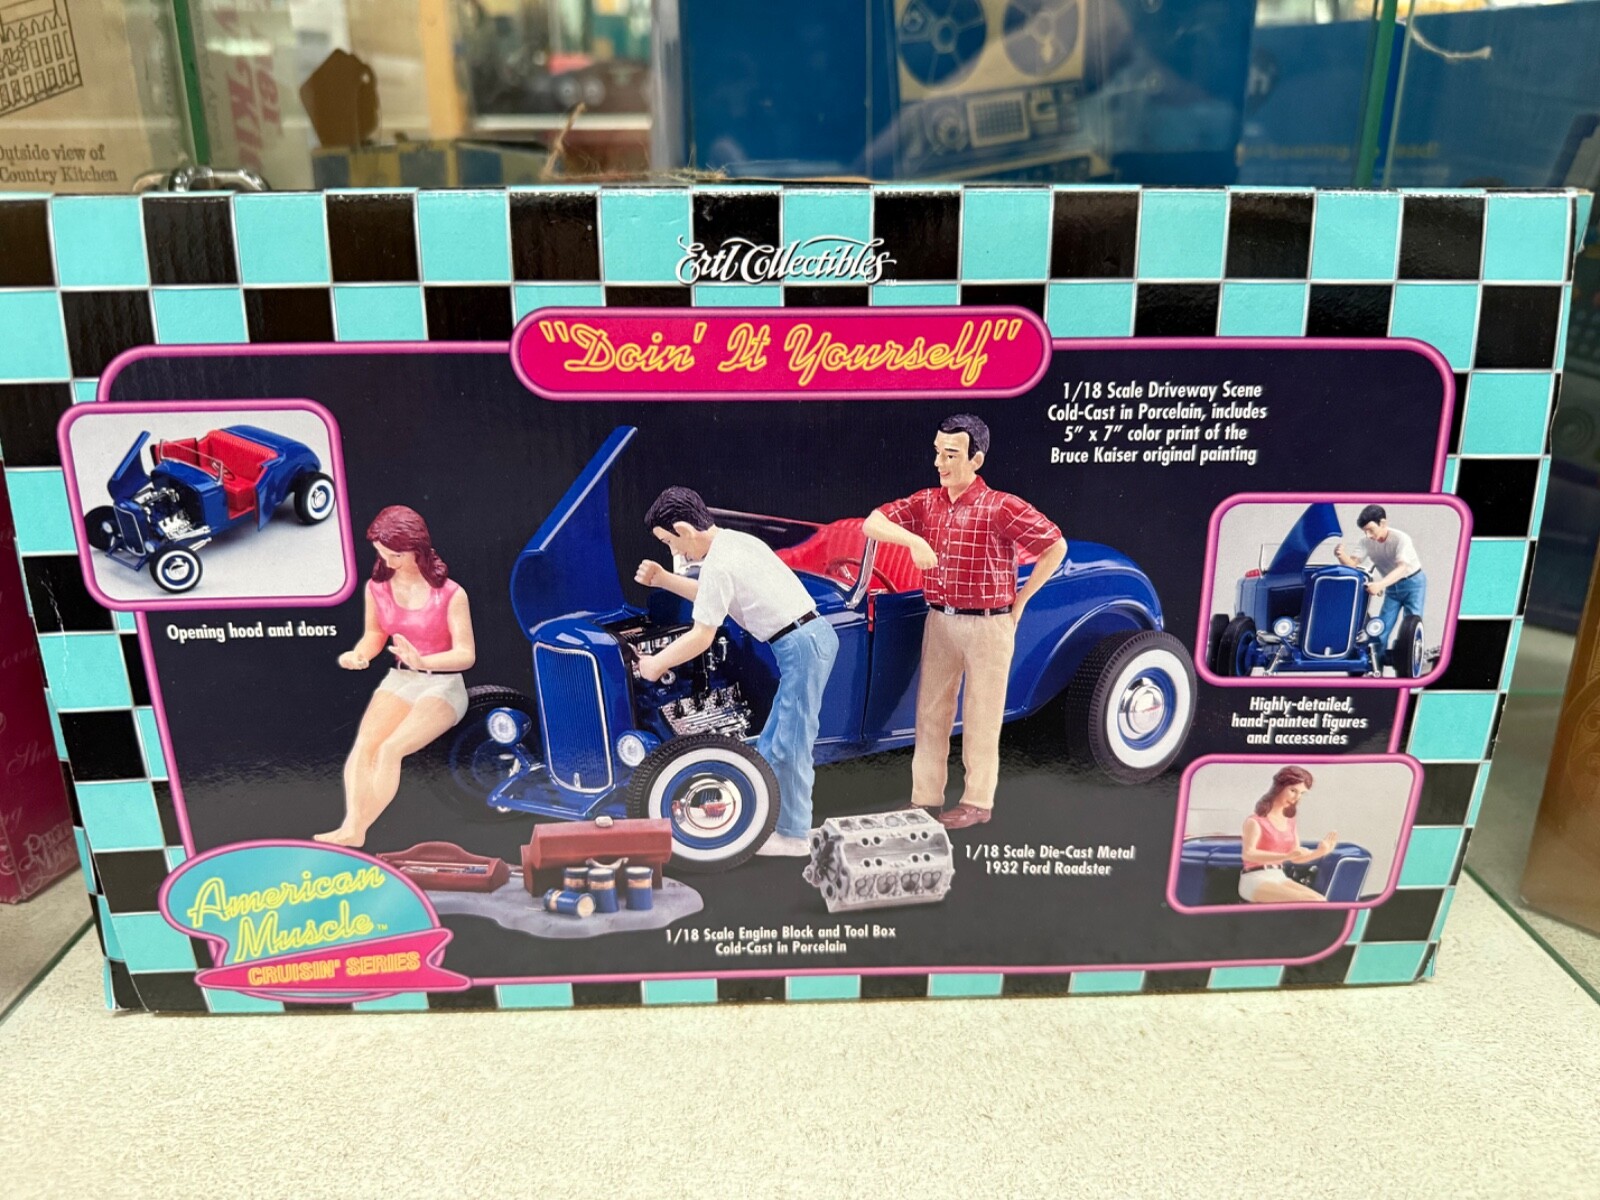 Outside view of
Country Kitchen
Ertl Collectibles™
"Doin' It Yourself"
1/18 Scale Driveway Scene
Cold-Cast in Porcelain, includes
5" x 7" color print of the
Bruce Kaiser original painting
Opening hood and doors
Highly-detailed,
hand-painted figures
and accessories
1/18 Scale Die-Cast Metal
1932 Ford Roadster
1/18 Scale Engine Block and Tool Box
Cold-Cast in Porcelain
American
Muscle™
CRUISIN' SERIES